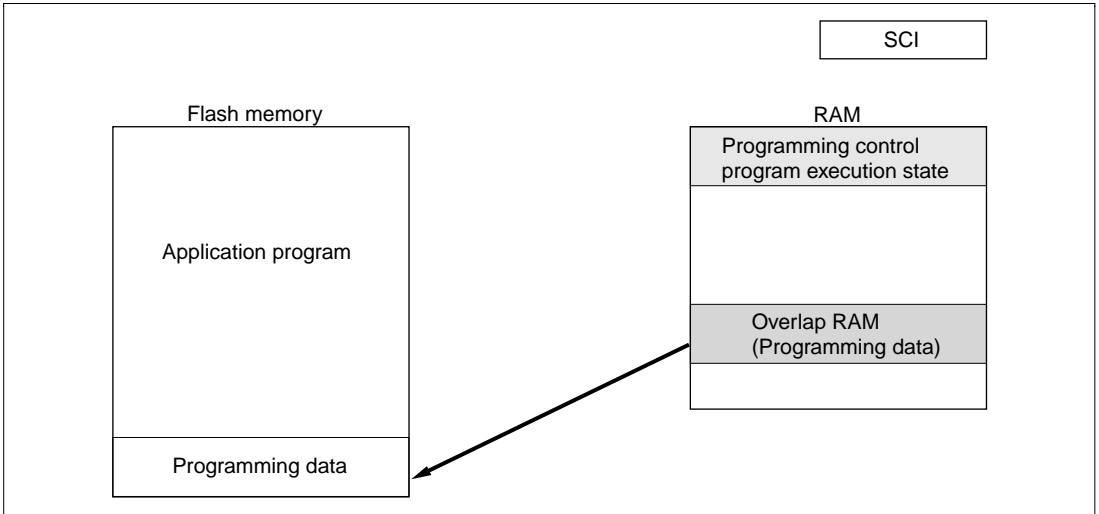 SCI
Flash memory
RAM
Programming control
program execution state
Application program
Overlap RAM
(Programming data)
Programming data